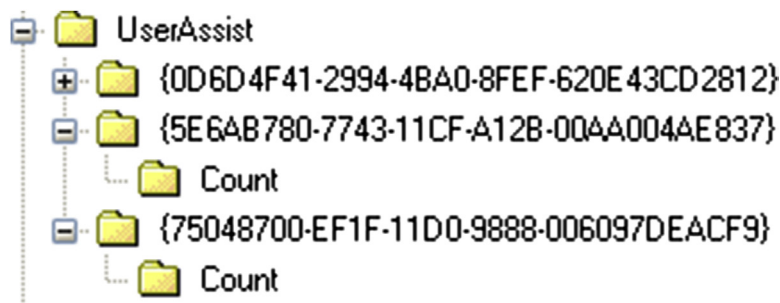 UserAssist
{0D6D4F41-2994-4BA0-8FEF-620E43CD2812}
{5E6AB780-7743-11CF-A12B-00AA004AE837}
Count
{75048700-EF1F-11D0-9888-006097DEACF9}
Count